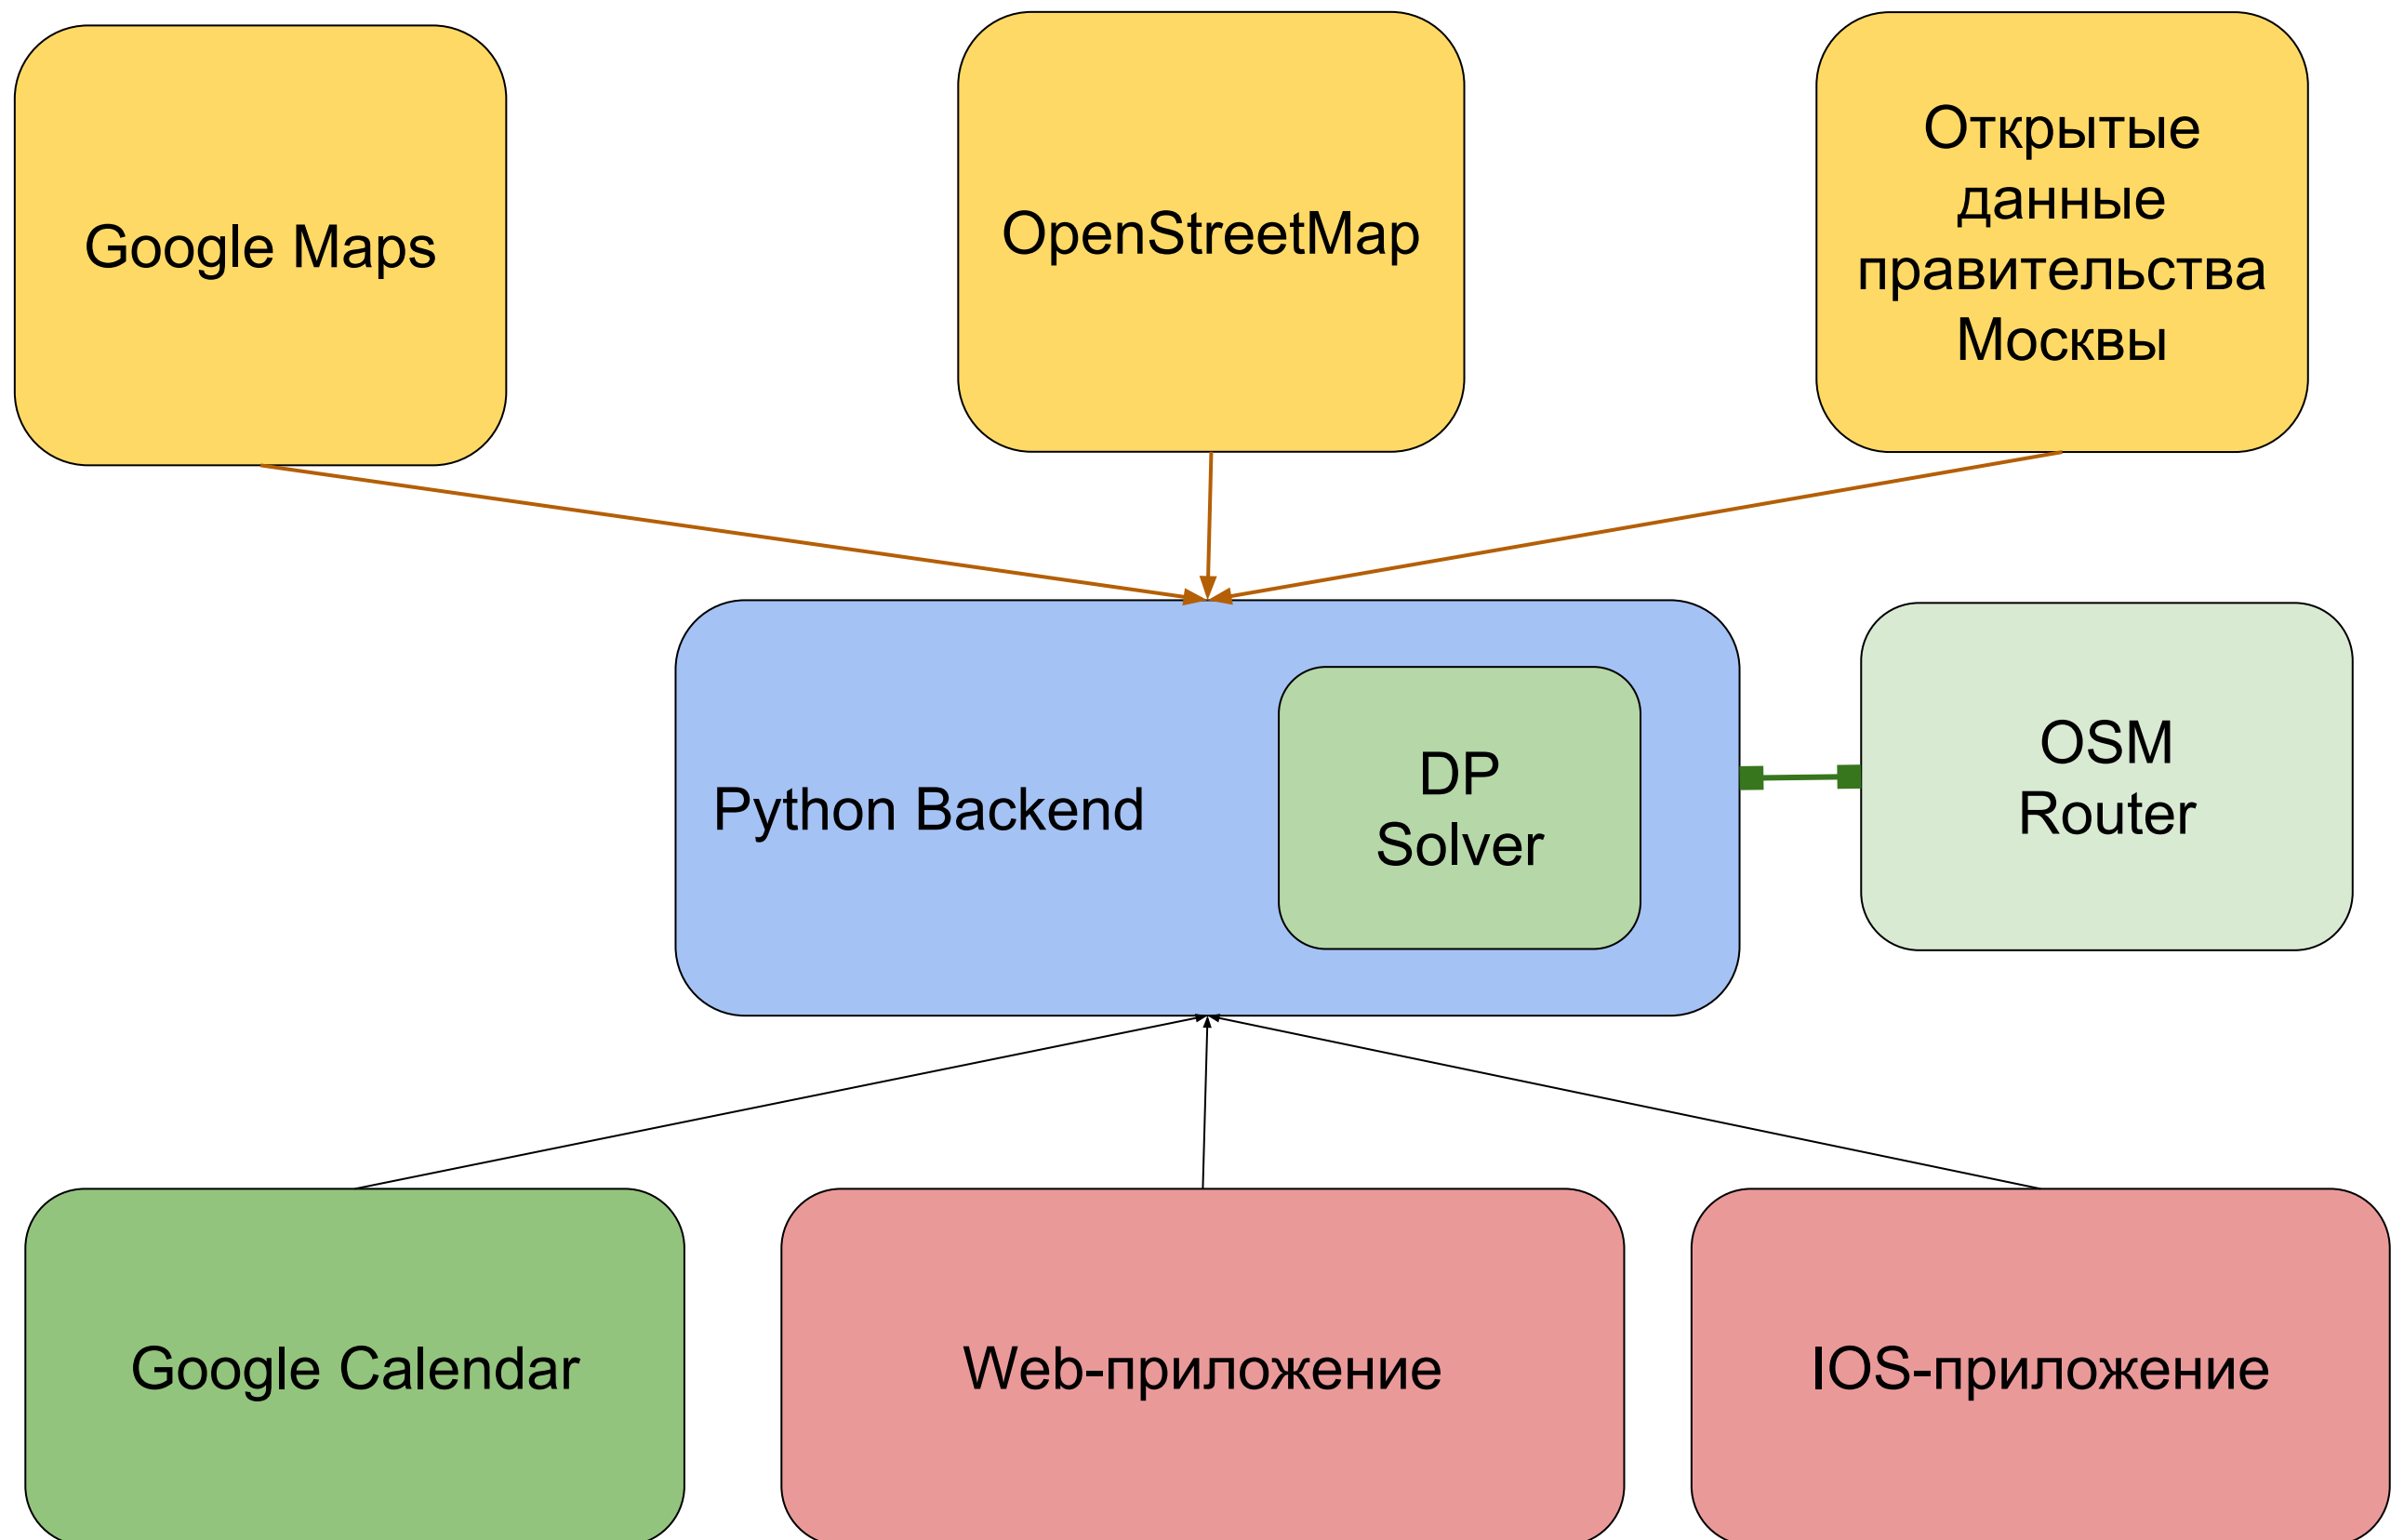 Google Maps
OpenStreetMap
Открытые
данные
правительства
Москвы
Python Backend
DP
Solver
OSM
Router
Google Calendar
Web-приложение
IOS-приложение